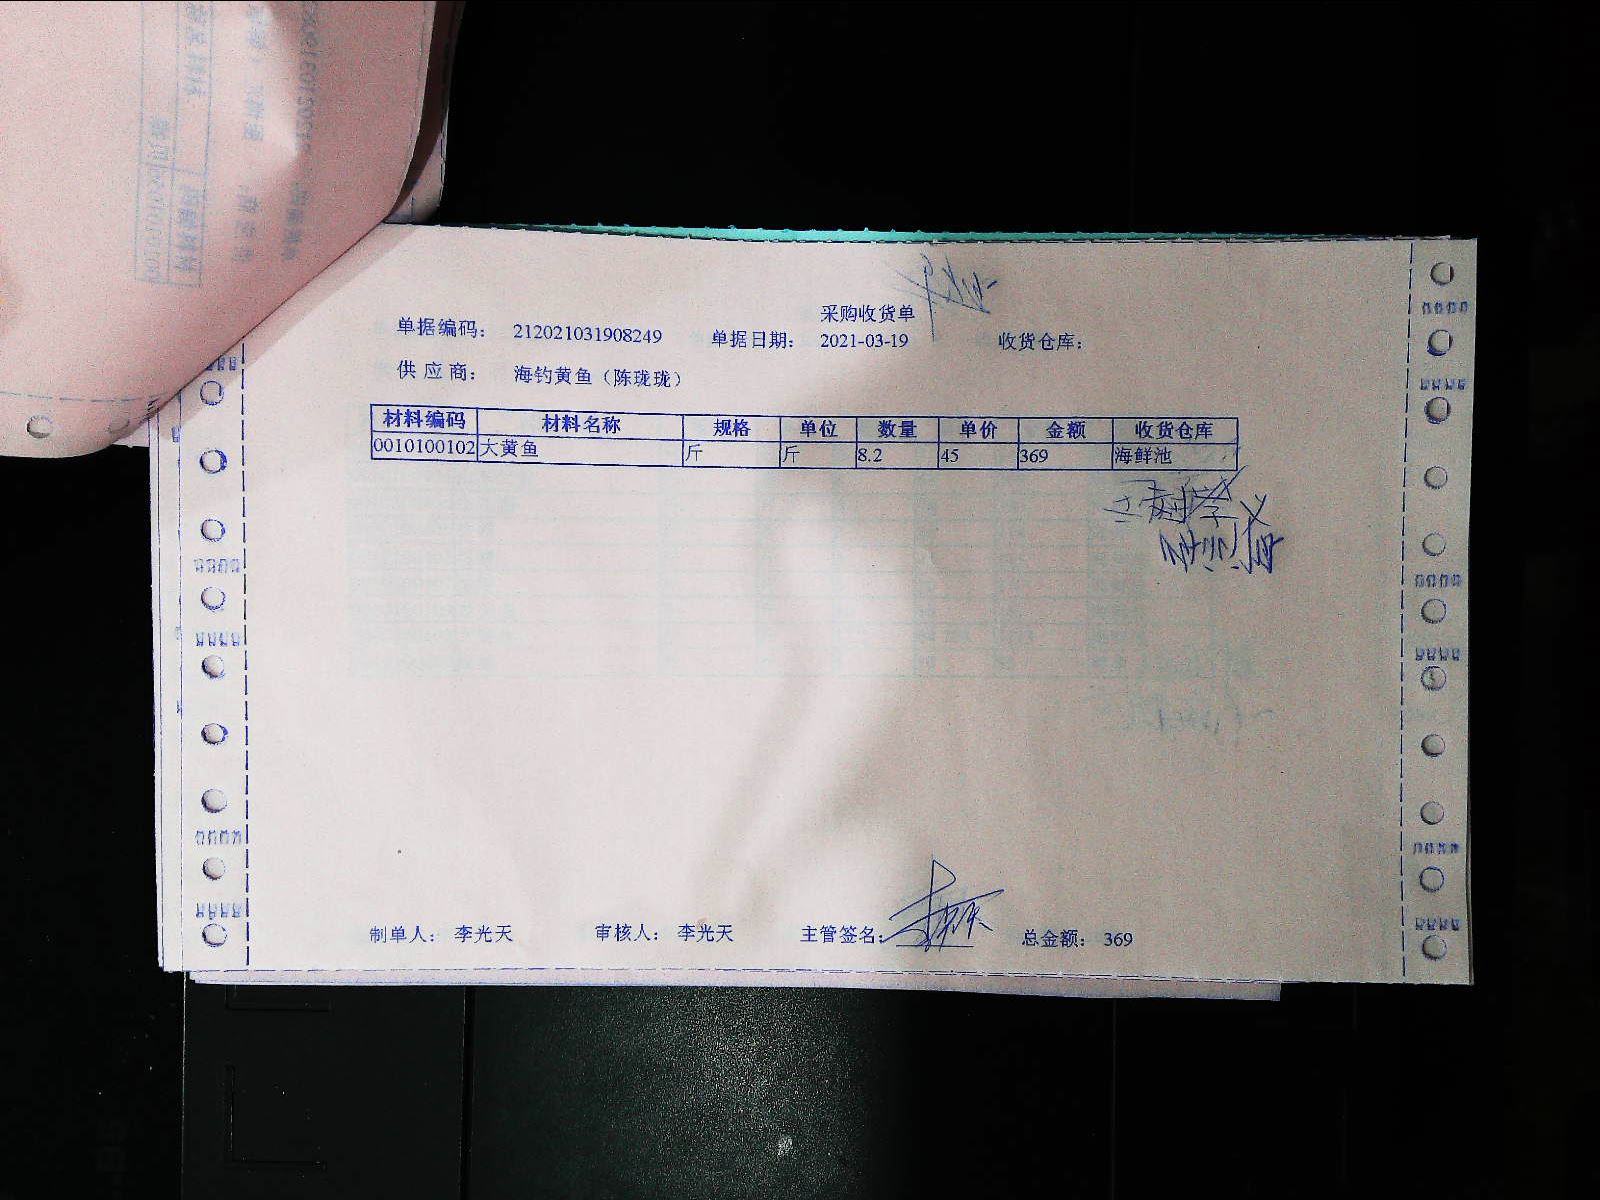 采购收货单
单据编码： 212021031908249 单据日期： 2021-03-19 收货仓库：
供 应 商： 海钓黄鱼（陈珑珑）
材料编码 材料名称 规格 单位 数量 单价 金额 收货仓库
0010100102 大黄鱼 斤 斤 8.2 45 369 海鲜池
制单人： 李光天 审核人： 李光天 主管签名： 总金额： 369